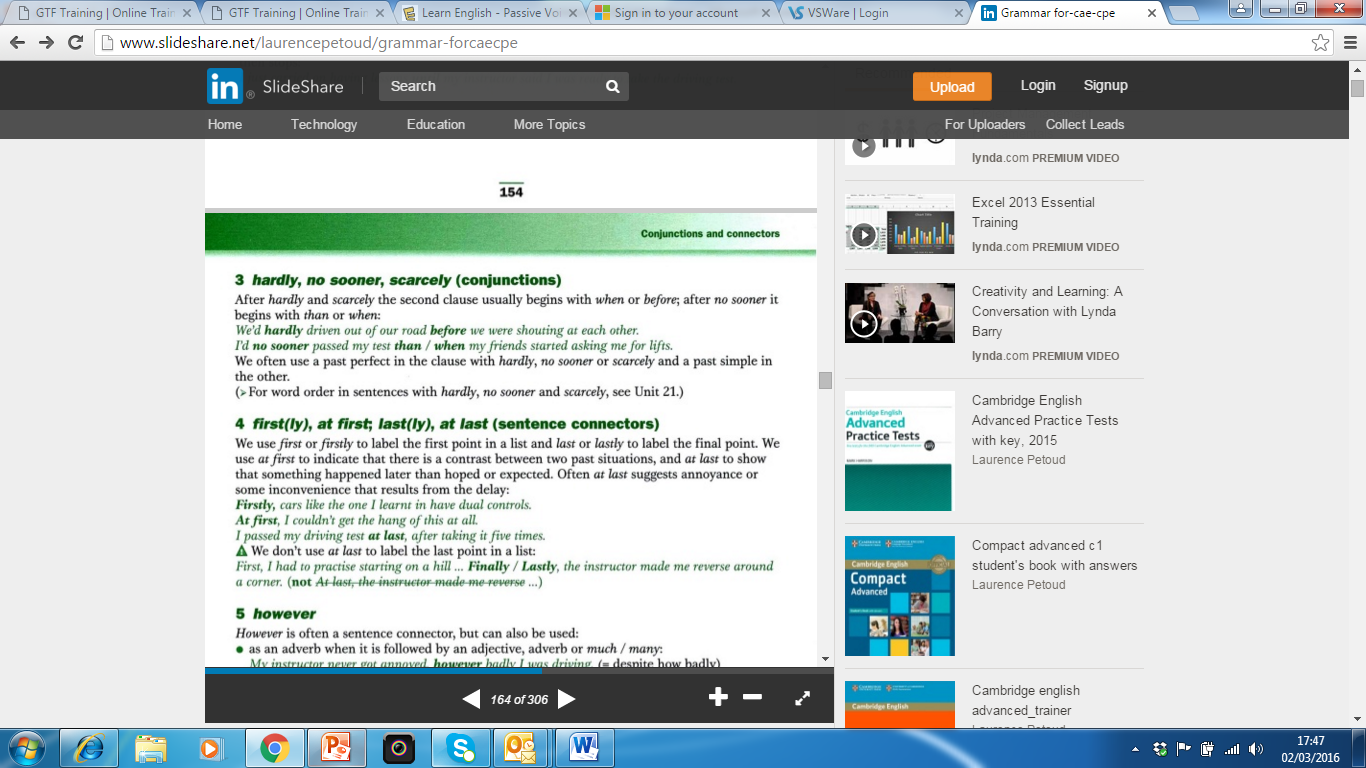 GTF Training | Online Train
GTF Training | Online Train
Learn English - Passive Voi
Sign in to your account
VSWare | Login
Grammar for-cae-cpe
www.slideshare.net/laurencepetoud/grammar-forcaecpe
in® SlideShare
Search
Upload
Login
Signup
Home
Technology
Education
More Topics
For Uploaders
Collect Leads
154
Conjunctions and connectors
3 hardly, no sooner, scarcely (conjunctions)
After hardly and scarcely the second clause usually begins with when or before; after no sooner it
begins with than or when:
We'd hardly driven out of our road before we were shouting at each other.
I'd no sooner passed my test than / when my friends started asking me for lifts.
We often use a past perfect in the clause with hardly, no sooner or scarcely and a past simple in
the other.
(➤ For word order in sentences with hardly, no sooner and scarcely, see Unit 21.)
4 first(ly), at first; last(ly), at last (sentence connectors)
We use first or firstly to label the first point in a list and last or lastly to label the final point. We
use at first to indicate that there is a contrast between two past situations, and at last to show
that something happened later than hoped or expected. Often at last suggests annoyance or
some inconvenience that results from the delay:
Firstly, cars like the one I learnt in have dual controls.
At first, I couldn't get the hang of this at all.
I passed my driving test at last, after taking it five times.
We don't use at last to label the last point in a list:
First, I had to practise starting on a hill ... Finally / Lastly, the instructor made me reverse around
a corner. (not At last, the instructor made me reverse ...)
5 however
However is often a sentence connector, but can also be used:
• as an adverb when it is followed by an adjective, adverb or much / many:
My instructor never got annoyed, however badly I was driving. (= despite how badly)
164 of 306
lynda.com PREMIUM VIDEO
Excel 2013 Essential
Training
lynda.com PREMIUM VIDEO
Creativity and Learning: A
Conversation with Lynda
Barry
lynda.com PREMIUM VIDEO
Cambridge English
Advanced
Practice Tests
Cambridge English
Advanced Practice Tests
with key, 2015
Laurence Petoud
Cambridge English
Compact
Advanced
Compact advanced c1
student's book with answers
Laurence Petoud
Cambridge english
advanced_trainer
Laurence Petoud
17:47
02/03/2016